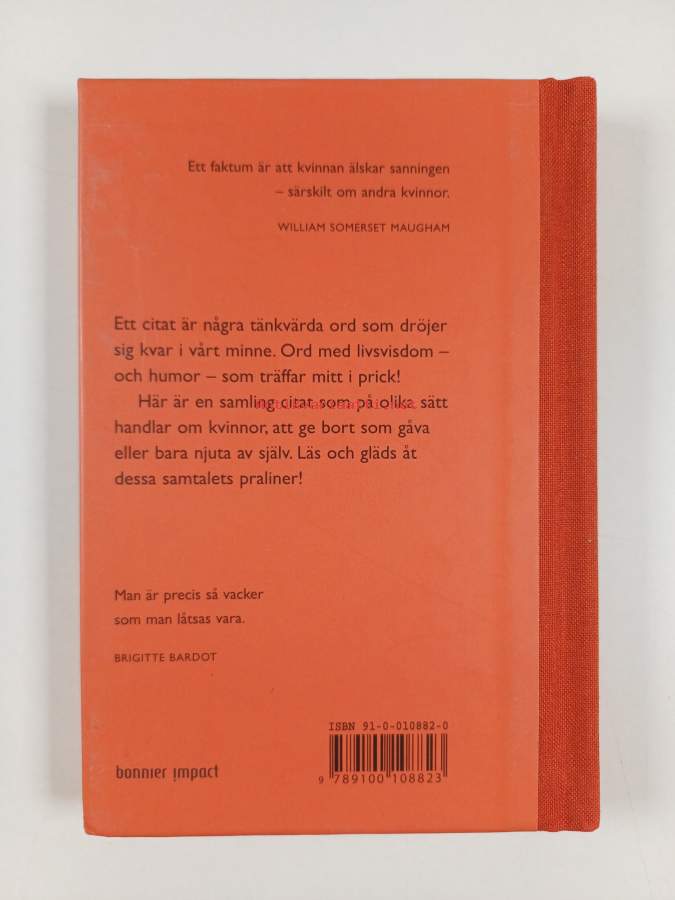 Ett faktum är att kvinnan älskar sanningen
– särskilt om andra kvinnor.
WILLIAM SOMERSET MAUGHAM
Ett citat är några tänkvärda ord som dröjer
sig kvar i vårt minne. Ord med livsvisdom –
och humor – som träffar mitt i prick!
Här är en samling citat som på olika sätt
handlar om kvinnor, att ge bort som gåva
eller bara njuta av själv. Läs och gläds åt
dessa samtalets praliner!
Man är precis så vacker
som man låtsas vara.
BRIGITTE BARDOT
ISBN 91-0-010882-0
bonnier impact
9 789100 108823